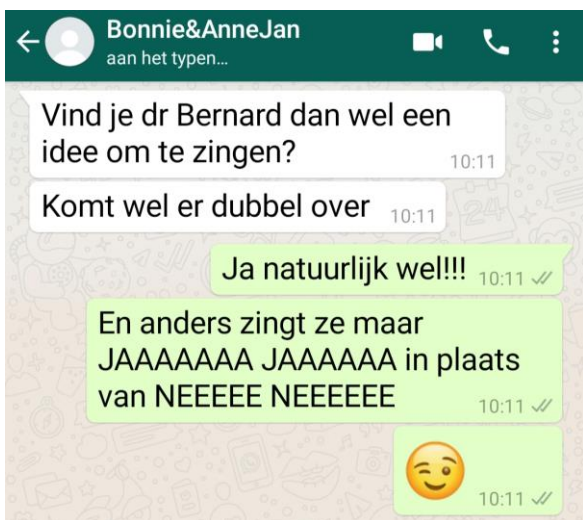 Bonnie&AnneJan
aan het typen...
Vind je dr Bernard dan wel een
idee om te zingen?
10:11
Komt wel er dubbel over
10:11
Ja natuurlijk wel!!!
10:11
En anders zingt ze maar
JAAAAAAA JAAAAAA in plaats
van NEEEEE NEEEEEE
10:11
😉
10:11